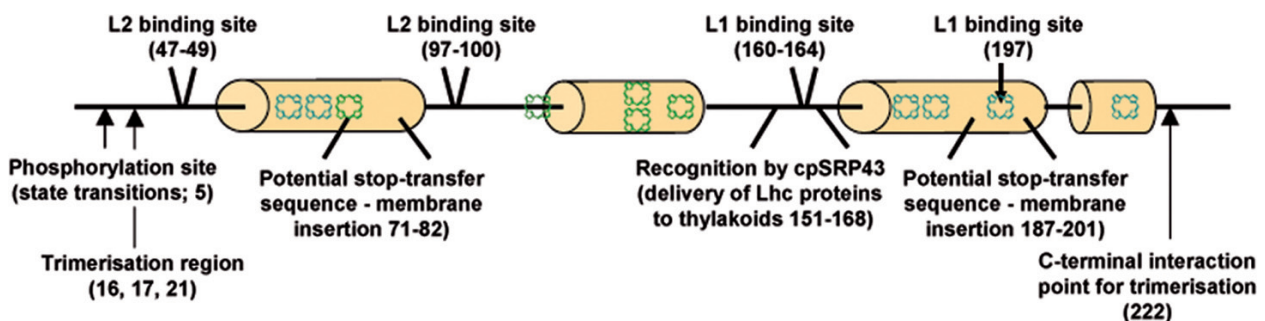 L2 binding site
(47-49)
L2 binding site
(97-100)
L1 binding site
(160-164)
L1 binding site
(197)
Phosphorylation site
(state transitions; 5)
Trimerisation region
(16, 17, 21)
Potential stop-transfer
sequence - membrane
insertion 71-82)
Recognition by cpSRP43
(delivery of Lhc proteins
to thylakoids 151-168)
Potential stop-transfer
sequence - membrane
insertion 187-201)
C-terminal interaction
point for trimerisation
(222)